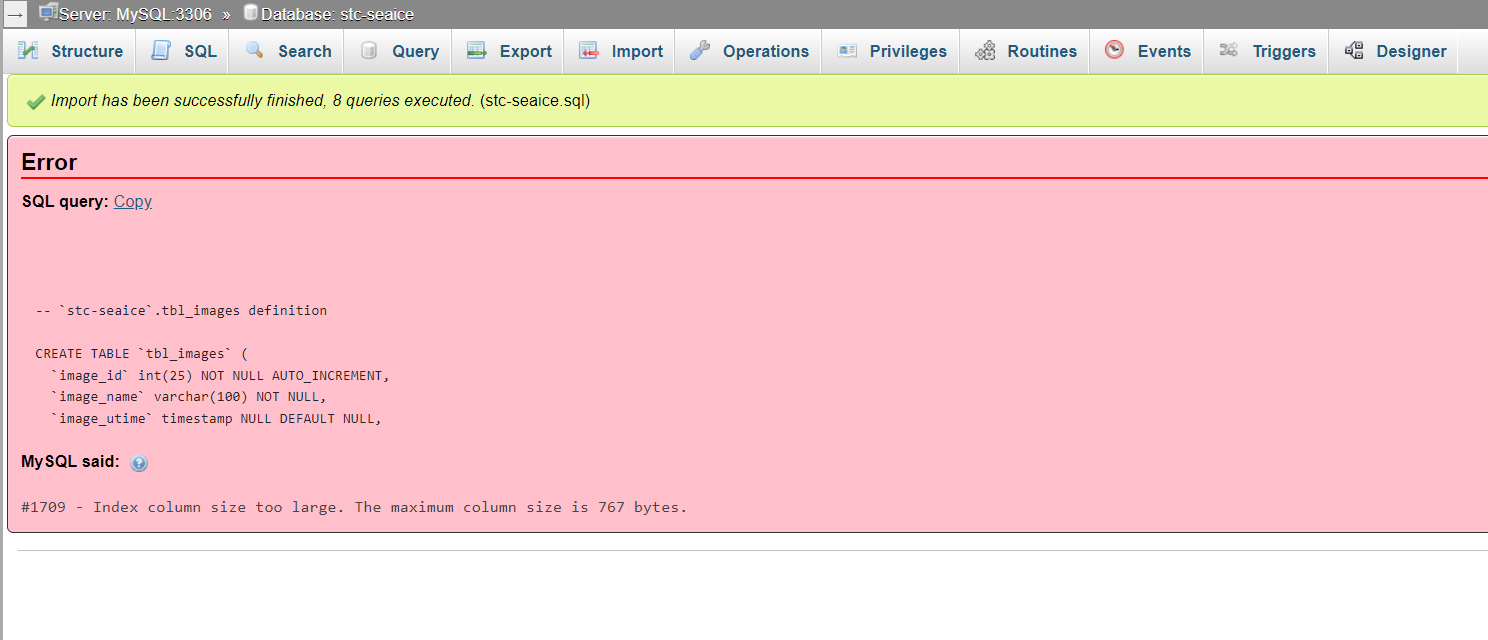 → Server: MySQL:3306 » Database: stc-seaice
Structure SQL Search Query Export Import Operations Privileges Routines Events Triggers Designer
Import has been successfully finished, 8 queries executed. (stc-seaice.sql)
Error
SQL query: Copy
-- `stc-seaice`.tbl_images definition
CREATE TABLE `tbl_images` (
`image_id` int(25) NOT NULL AUTO_INCREMENT,
`image_name` varchar(100) NOT NULL,
`image_utime` timestamp NULL DEFAULT NULL,
MySQL said:
#1709 - Index column size too large. The maximum column size is 767 bytes.